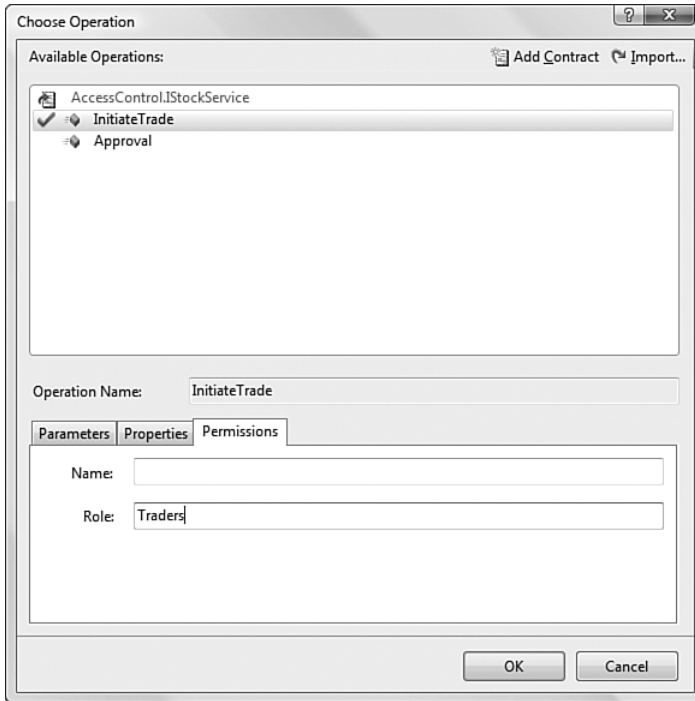 Choose Operation
Available Operations: Add Contract Import...
AccessControl.IStockService
InitiateTrade
Approval
Operation Name: InitiateTrade
Parameters Properties Permissions
Name:
Role: Traders
OK Cancel